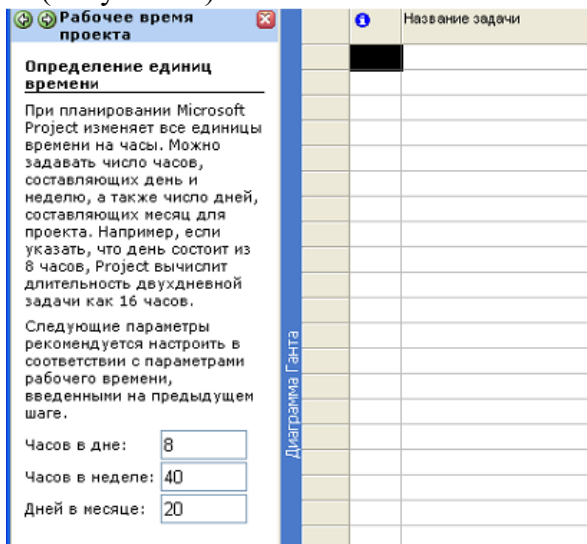 Рабочее время
проекта
Название задачи
Определение единиц
времени
При планировании Microsoft
Project изменяет все единицы
времени на часы. Можно
задавать число часов,
составляющих день и
неделю, а также число дней,
составляющих месяц для
проекта. Например, если
указать, что день состоит из
8 часов, Project вычислит
длительность двухдневной
задачи как 16 часов.
Следующие параметры
рекомендуется настроить в
соответствии с параметрами
рабочего времени,
введенными на предыдущем
шаге.
Часов в дне: 8
Часов в неделе: 40
Дней в месяце: 20
Диаграмма Ганта